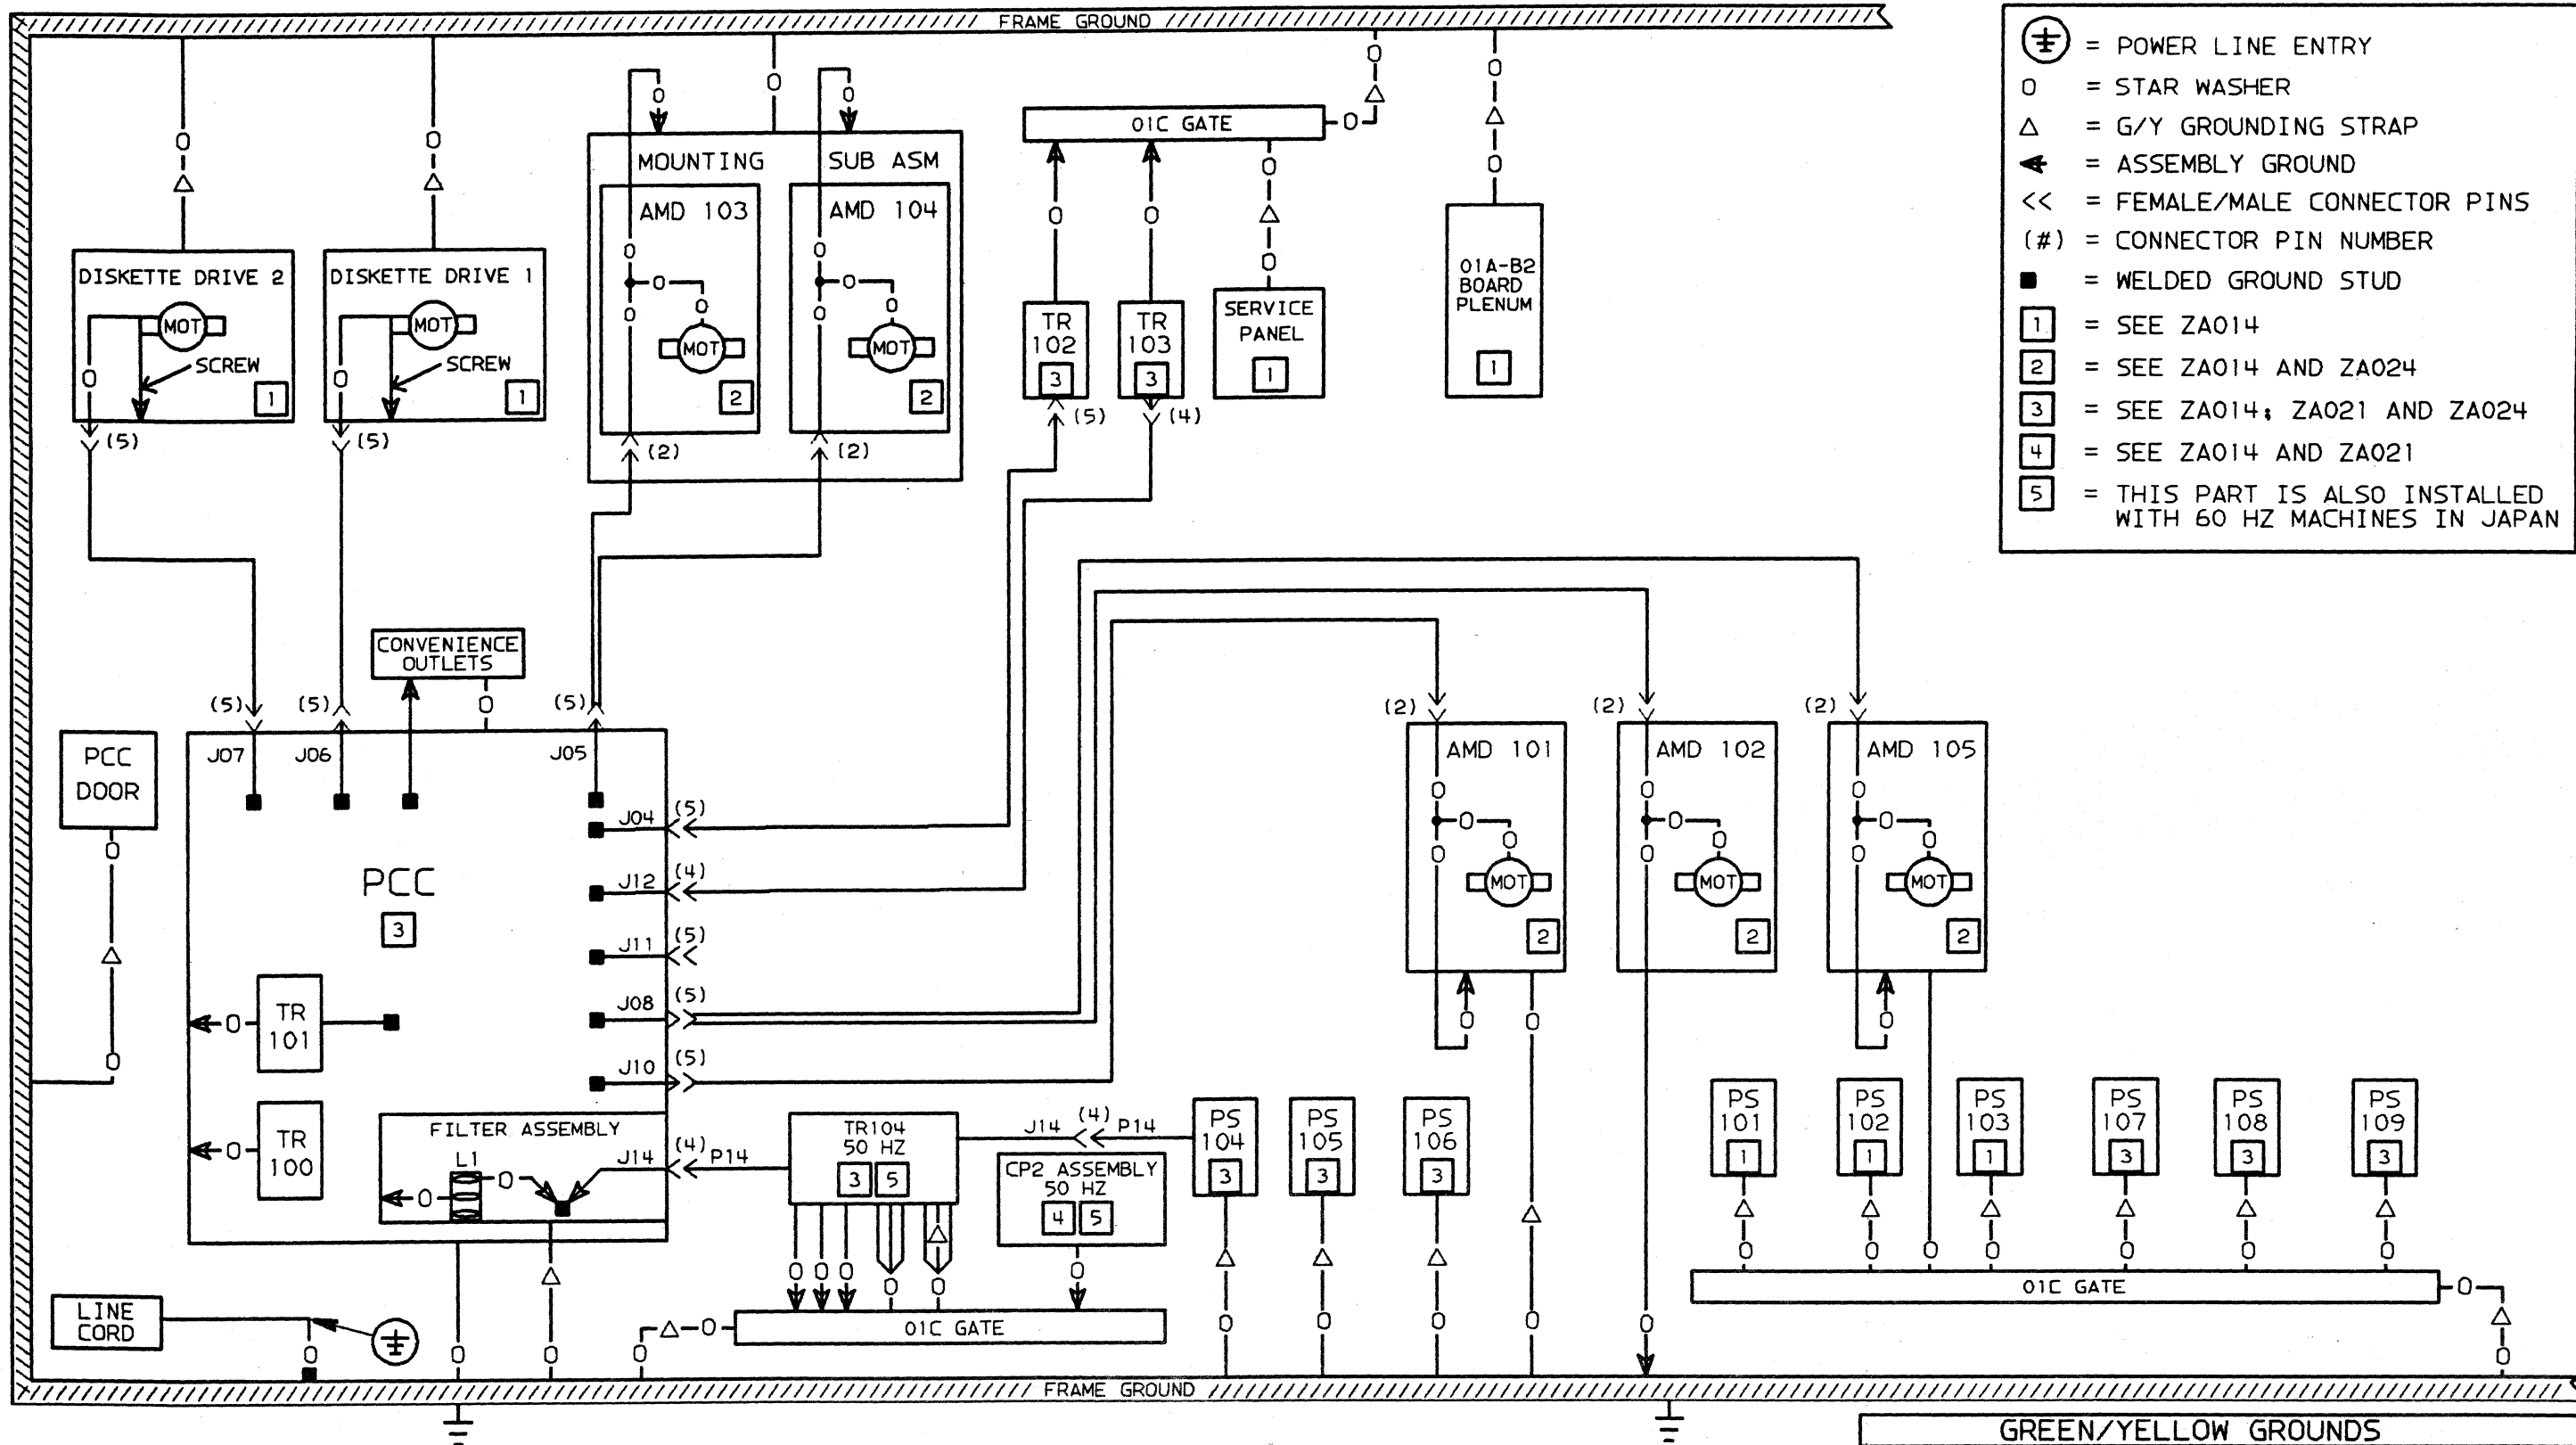 FRAME GROUND
= POWER LINE ENTRY
O = STAR WASHER
△ = G/Y GROUNDING STRAP
= ASSEMBLY GROUND
<< = FEMALE/MALE CONNECTOR PINS
(#) = CONNECTOR PIN NUMBER
■ = WELDED GROUND STUD
1 = SEE ZA014
2 = SEE ZA014 AND ZA024
3 = SEE ZA014; ZA021 AND ZA024
4 = SEE ZA014 AND ZA021
5 = THIS PART IS ALSO INSTALLED
WITH 60 HZ MACHINES IN JAPAN
DISKETTE DRIVE 2
MOT
SCREW
1
(5)
DISKETTE DRIVE 1
MOT
SCREW
1
(5)
MOUNTING SUB ASM
AMD 103
MOT
2
(2)
AMD 104
MOT
2
(2)
01C GATE
TR
102
3
(5)
TR
103
3
(4)
SERVICE
PANEL
1
01A-B2
BOARD
PLENUM
1
CONVENIENCE
OUTLETS
(5)
(5)
(5)
J07
J06
J05
PCC
DOOR
PCC
3
J04 (5)
J12 (4)
J11 (5)
J08 (5)
J10 (5)
TR
101
TR
100
FILTER ASSEMBLY
L1
J14 (4) P14
TR104
50 HZ
3 5
J14 (4) P14
CP2 ASSEMBLY
50 HZ
4 5
01C GATE
PS
104
3
PS
105
3
PS
106
3
(2)
AMD 101
MOT
2
(2)
AMD 102
MOT
2
(2)
AMD 105
MOT
2
PS
101
1
PS
102
1
PS
103
1
PS
107
3
PS
108
3
PS
109
3
01C GATE
LINE
CORD
FRAME GROUND
GREEN/YELLOW GROUNDS